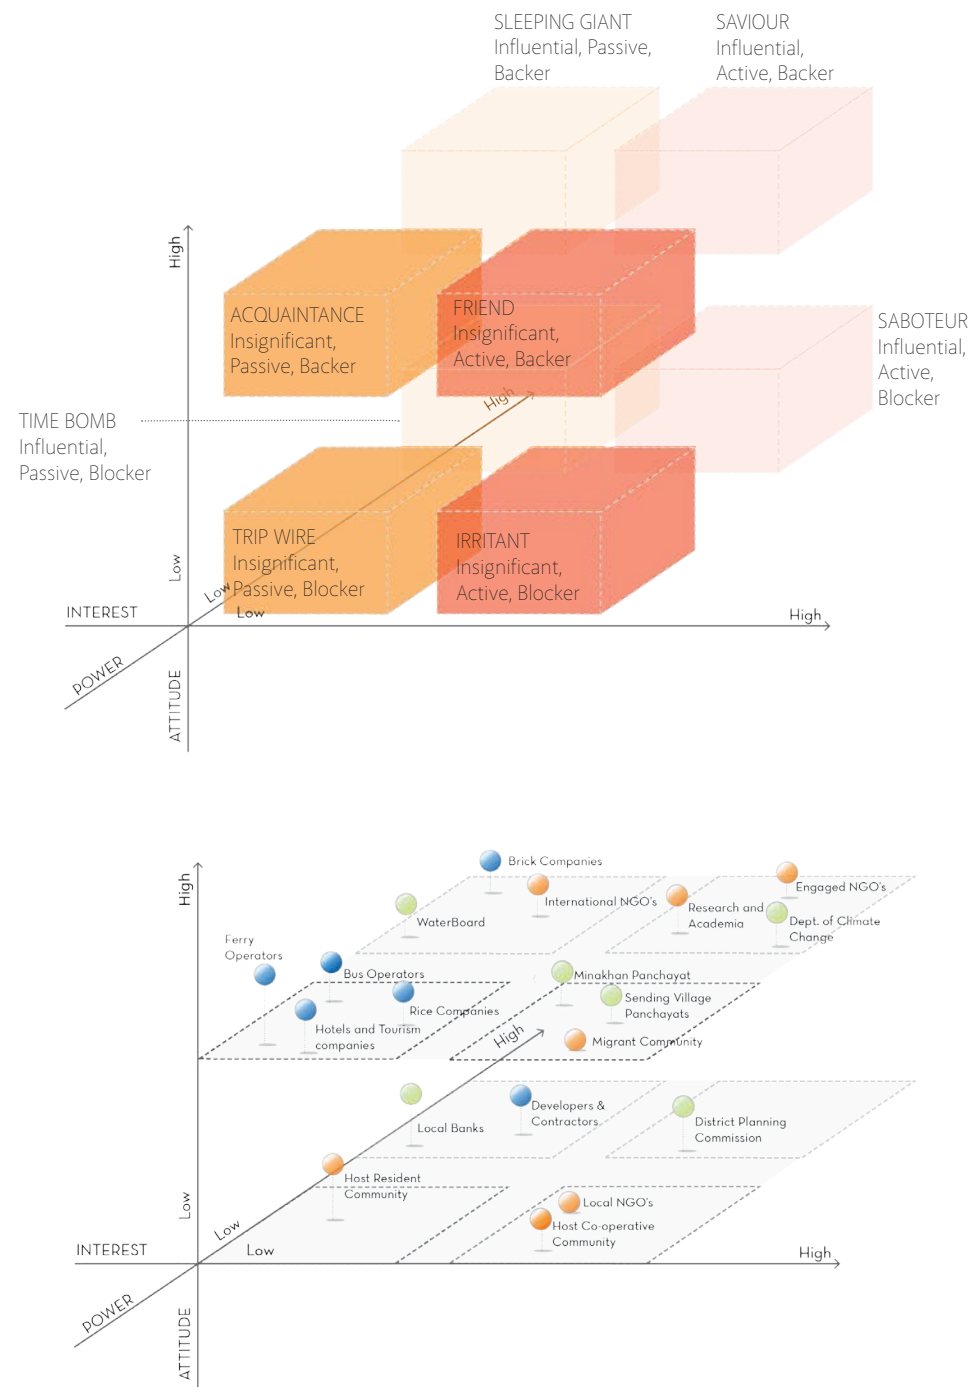 SLEEPING GIANT
Influential, Passive,
Backer
SAVIOUR
Influential,
Active, Backer
High
ACQUAINTANCE
Insignificant,
Passive, Backer
FRIEND
Insignificant,
Active, Backer
SABOTEUR
Influential,
Active,
Blocker
High
TIME BOMB
Influential,
Passive, Blocker
TRIP WIRE
Insignificant,
Passive, Blocker
IRRITANT
Insignificant,
Active, Blocker
Low
Low
INTEREST
Low
High
POWER
ATTITUDE
Brick Companies
High
International NGO's
Engaged NGO's
Research and
Academia
WaterBoard
Dept. of Climate
Change
Ferry
Operators
Bus Operators
Minakhan Panchayat
Rice Companies
Sending Village
Panchayats
Hotels and Tourism
companies
High
Migrant Community
Developers &
Contractors
Local Banks
District Planning
Commission
Host Resident
Community
Low
Local NGO's
Low
Host Co-operative
Community
INTEREST
Low
High
POWER
ATTITUDE